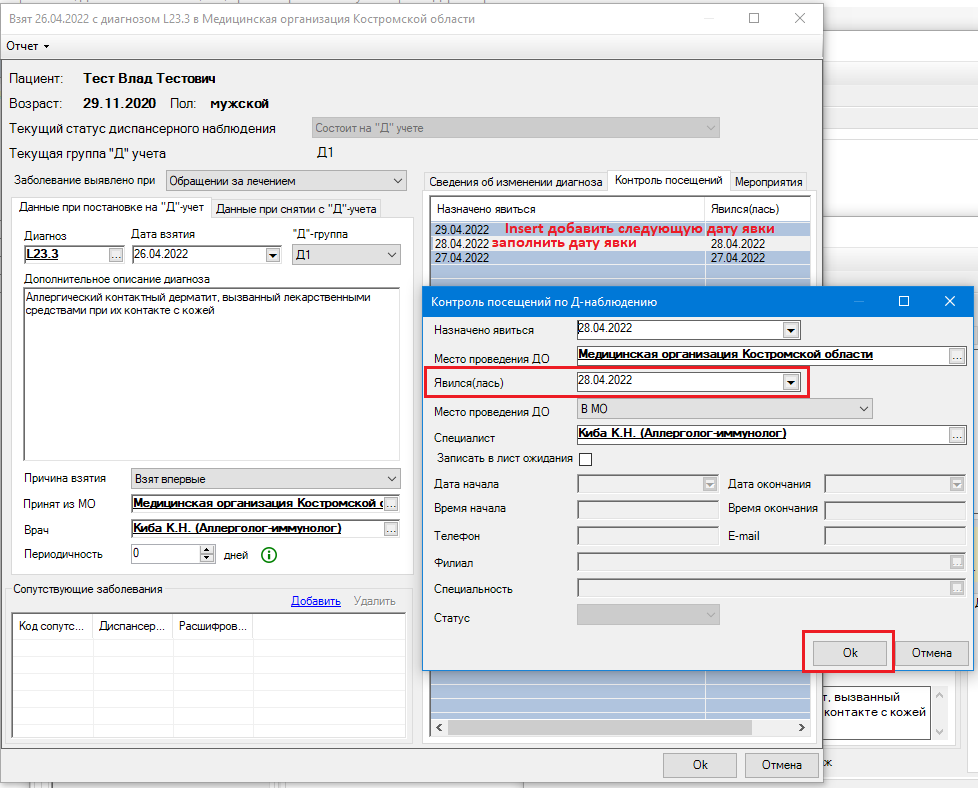 Взят 26.04.2022 с диагнозом L23.3 в Медицинская организация Костромской области
Отчет
Пациент: Тест Влад Тестович
Возраст: 29.11.2020 Пол: мужской
Текущий статус диспансерного наблюдения Состоит на "Д" учете
Текущая группа "Д" учета Д1
Заболевание выявлено при Обращении за лечением
Данные при постановке на "Д"-учет Данные при снятии с "Д"-учета
Диагноз Дата взятия "Д"-группа
L23.3 ... 26.04.2022 Д1
Дополнительное описание диагноза
Аллергический контактный дерматит, вызванный лекарственными
средствами при их контакте с кожей
Причина взятия Взят впервые
Принят из МО Медицинская организация Костромской с ...
Врач Киба К.Н. (Аллерголог-иммунолог) ...
Периодичность 0 дней
Сопутствующие заболевания
Добавить Удалить
Код сопутс... Диспансер... Расшифров...
Сведения об изменении диагноза Контроль посещений Мероприятия
Назначено явиться Явился(лась)
29.04.2022 Insert добавить следующую дату явки
28.04.2022 заполнить дату явки 28.04.2022
27.04.2022 27.04.2022
Контроль посещений по Д-наблюдению
Назначено явиться 28.04.2022
Место проведения ДО Медицинская организация Костромской области ...
Явился(лась) 28.04.2022
Место проведения ДО В МО
Специалист Киба К.Н. (Аллерголог-иммунолог) ...
Записать в лист ожидания
Дата начала Дата окончания
Время начала Время окончания
Телефон E-mail
Филиал ...
Специальность ...
Статус
Ok Отмена
т, вызванный
контакте с кожей
Ok Отмена
ж